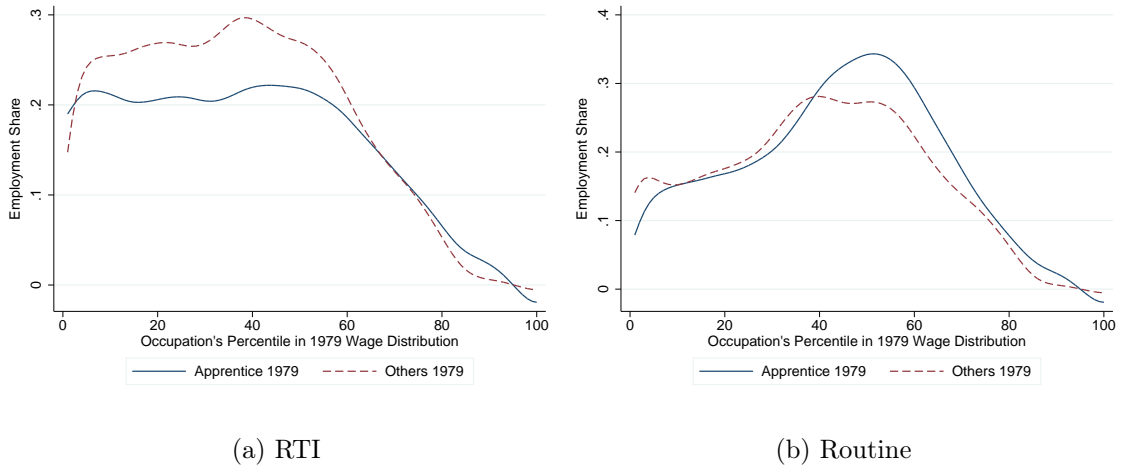 .3
.2
.1
0
Employment Share
0 20 40 60 80 100
Occupation's Percentile in 1979 Wage Distribution
Apprentice 1979 Others 1979
(a) RTI
.4
.3
.2
.1
0
Employment Share
0 20 40 60 80 100
Occupation's Percentile in 1979 Wage Distribution
Apprentice 1979 Others 1979
(b) Routine